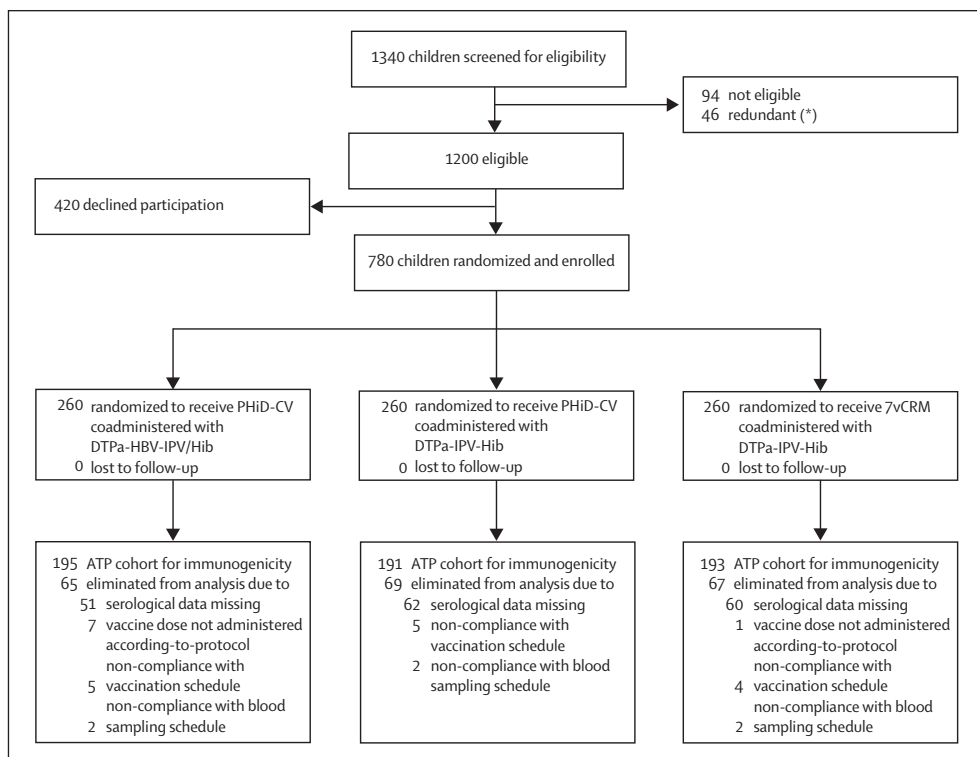 1340 children screened for eligibility
94 not eligible
46 redundant (*)
1200 eligible
420 declined participation
780 children randomized and enrolled
260 randomized to receive PHiD-CV
coadministered with
DTPa-HBV-IPV/Hib
0 lost to follow-up
260 randomized to receive PHiD-CV
coadministered with
DTPa-IPV-Hib
0 lost to follow-up
260 randomized to receive 7vCRM
coadministered with
DTPa-IPV-Hib
0 lost to follow-up
195 ATP cohort for immunogenicity
65 eliminated from analysis due to
51 serological data missing
7 vaccine dose not administered
according-to-protocol
non-compliance with
5 vaccination schedule
non-compliance with blood
2 sampling schedule
191 ATP cohort for immunogenicity
69 eliminated from analysis due to
62 serological data missing
5 non-compliance with
vaccination schedule
2 non-compliance with blood
sampling schedule
193 ATP cohort for immunogenicity
67 eliminated from analysis due to
60 serological data missing
1 vaccine dose not administered
according-to-protocol
non-compliance with
4 vaccination schedule
non-compliance with blood
2 sampling schedule